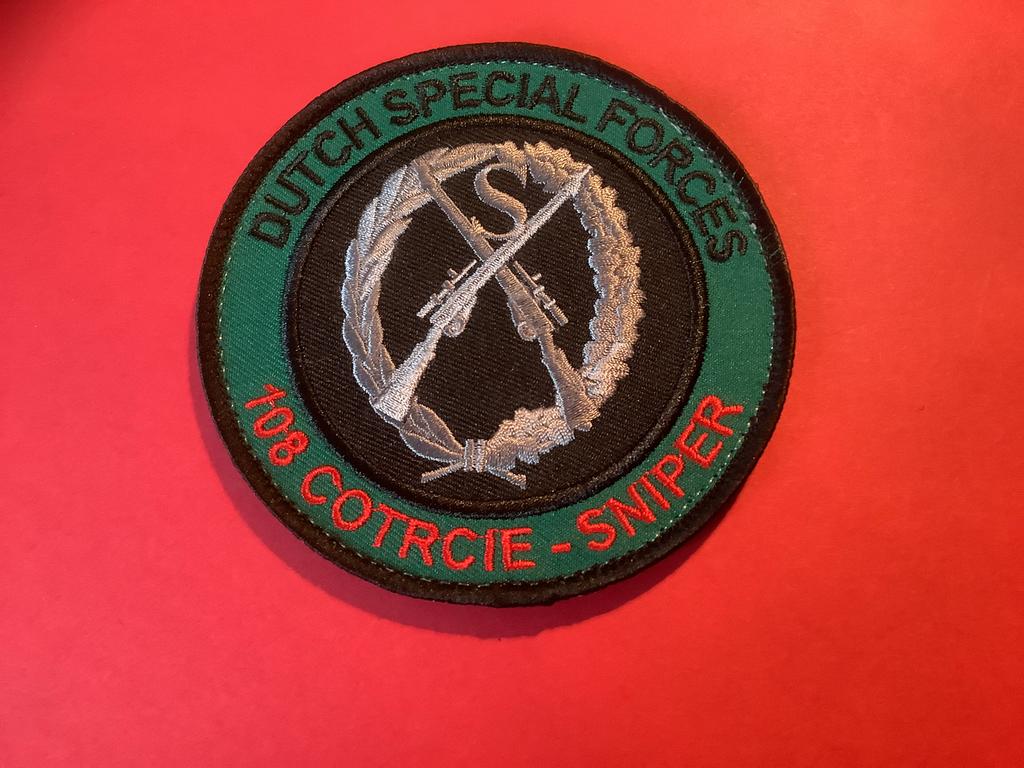 DUTCH SPECIAL FORCES
S
108 COTRCIE - SNIPER